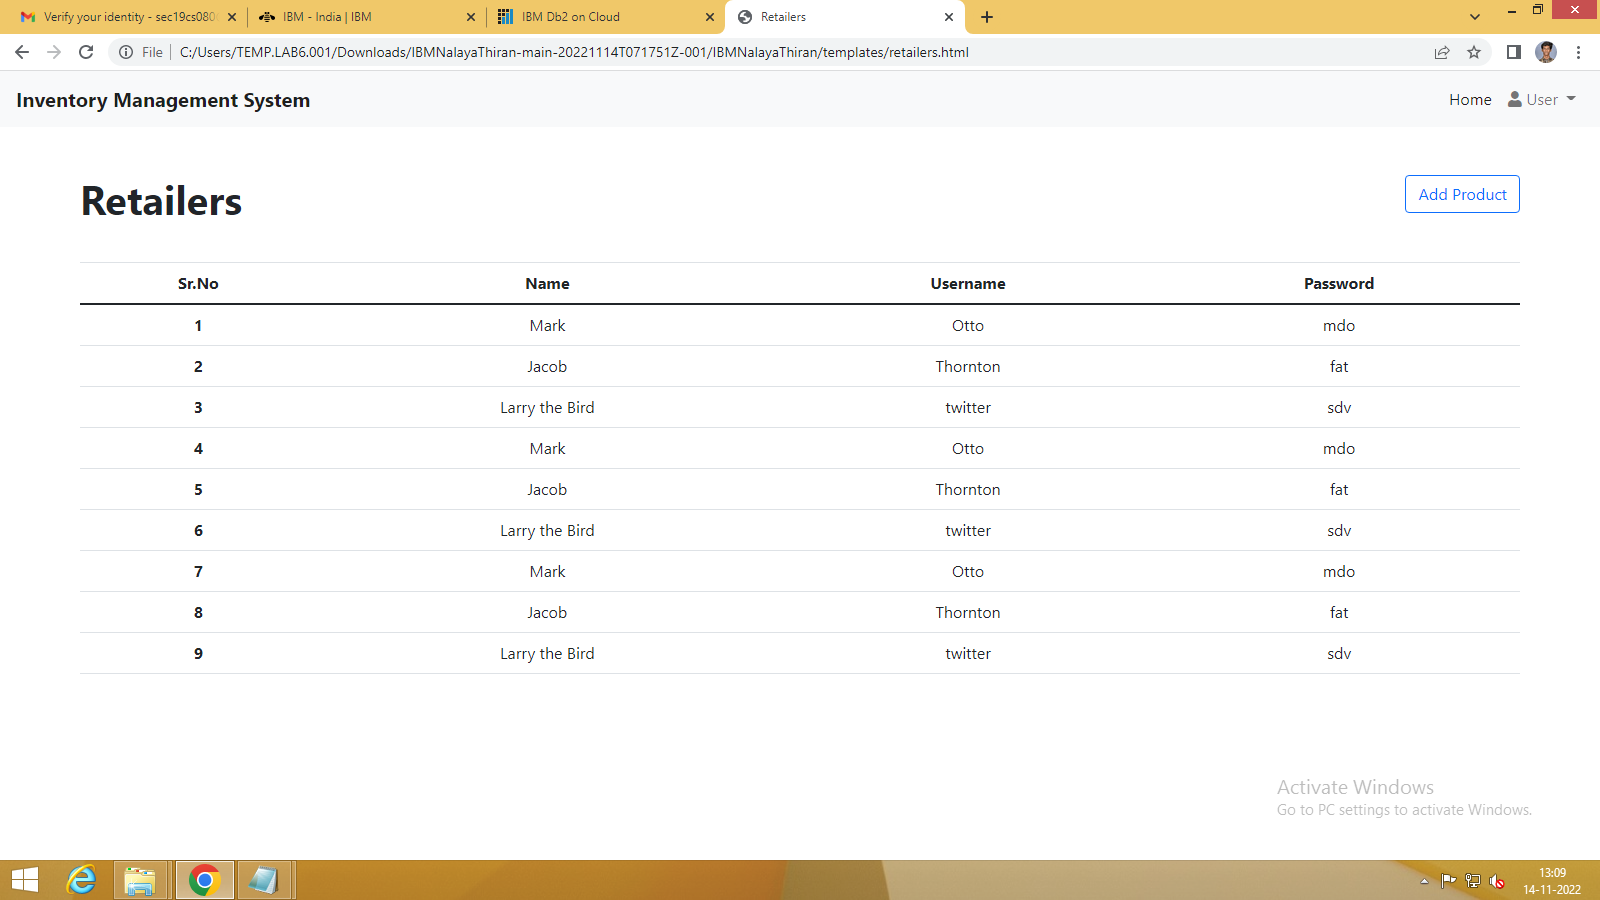 Verify your identity - sec19cs080
IBM - India | IBM
IBM Db2 on Cloud
Retailers
File
C:/Users/TEMP.LAB6.001/Downloads/IBMNalayaThiran-main-20221114T071751Z-001/IBMNalayaThiran/templates/retailers.html
Inventory Management System
Home
User
Retailers
Add Product
Sr.No Name Username Password
1 Mark Otto mdo
2 Jacob Thornton fat
3 Larry the Bird twitter sdv
4 Mark Otto mdo
5 Jacob Thornton fat
6 Larry the Bird twitter sdv
7 Mark Otto mdo
8 Jacob Thornton fat
9 Larry the Bird twitter sdv
Activate Windows
Go to PC settings to activate Windows.
13:09
14-11-2022